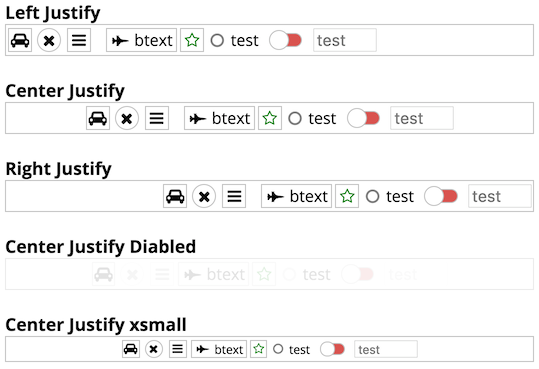 Left Justify
btext test test
Center Justify
btext test test
Right Justify
btext test test
Center Justify Diabled
btext test test
Center Justify xsmall
btext test test